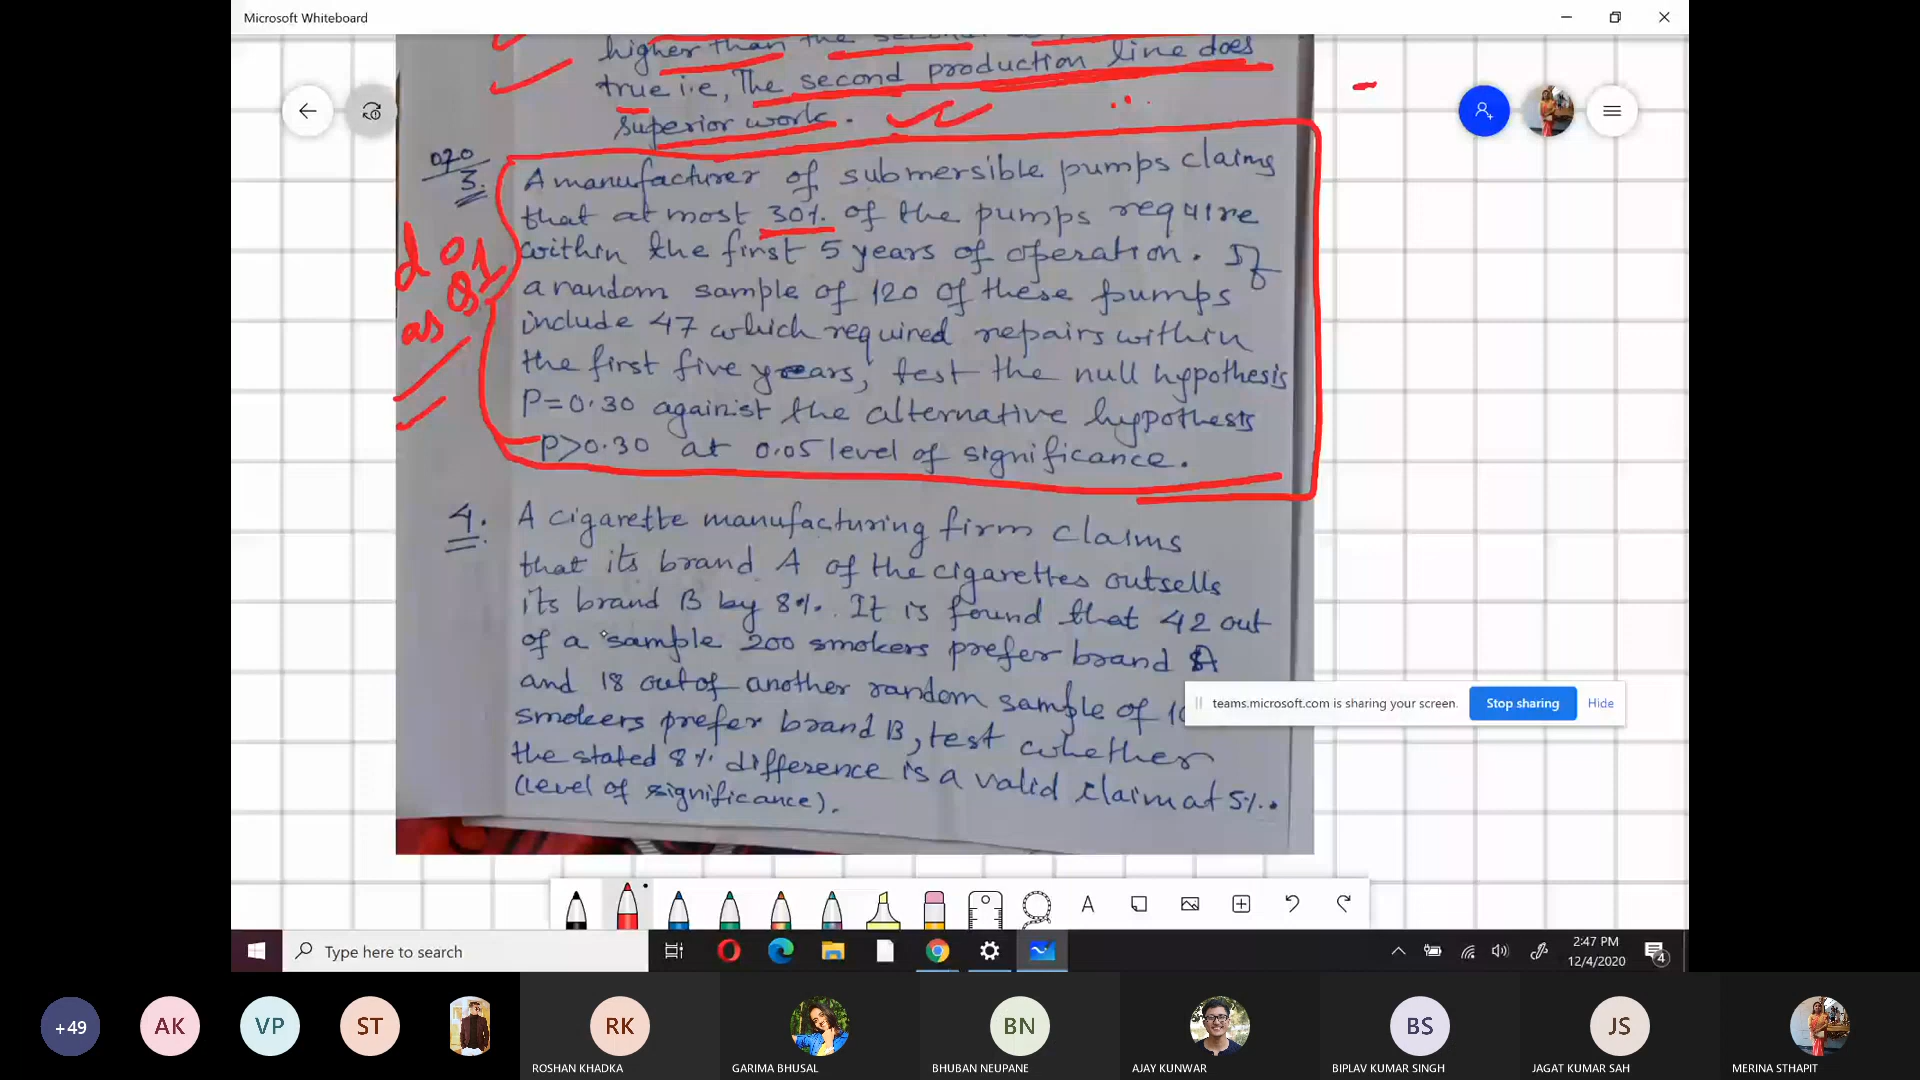 Microsoft Whiteboard
higher than the second
true i.e, The second production line does
superior work.
070
3. A manufacturer of submersible pumps claims
that at most 30% of the pumps require
within the first 5 years of operation. If
a random sample of 120 of these pumps
include 47 which required repairs within
the first five years, test the null hypothesis
P=0.30 against the alternative hypothesis
P>0.30 at 0.05 level of significance.
as
4. A cigarette manufacturing firm claims
that its brand A of the cigarettes outsells
its brand B by 8%. It is found that 42 out
of a sample 200 smokers prefer brand A
and 18 out of another random sample of 10
smokers prefer brand B, test whether
the stated 8% difference is a valid claim at 5%.
(level of significance).
teams.microsoft.com is sharing your screen.
Stop sharing
Hide
A
Type here to search
2:47 PM
12/4/2020
4
+49
AK
VP
ST
RK
BN
BS
JS
ROSHAN KHADKA
GARIMA BHUSAL
BHUBAN NEUPANE
AJAY KUNWAR
BIPLAV KUMAR SINGH
JAGAT KUMAR SAH
MERINA STHAPIT